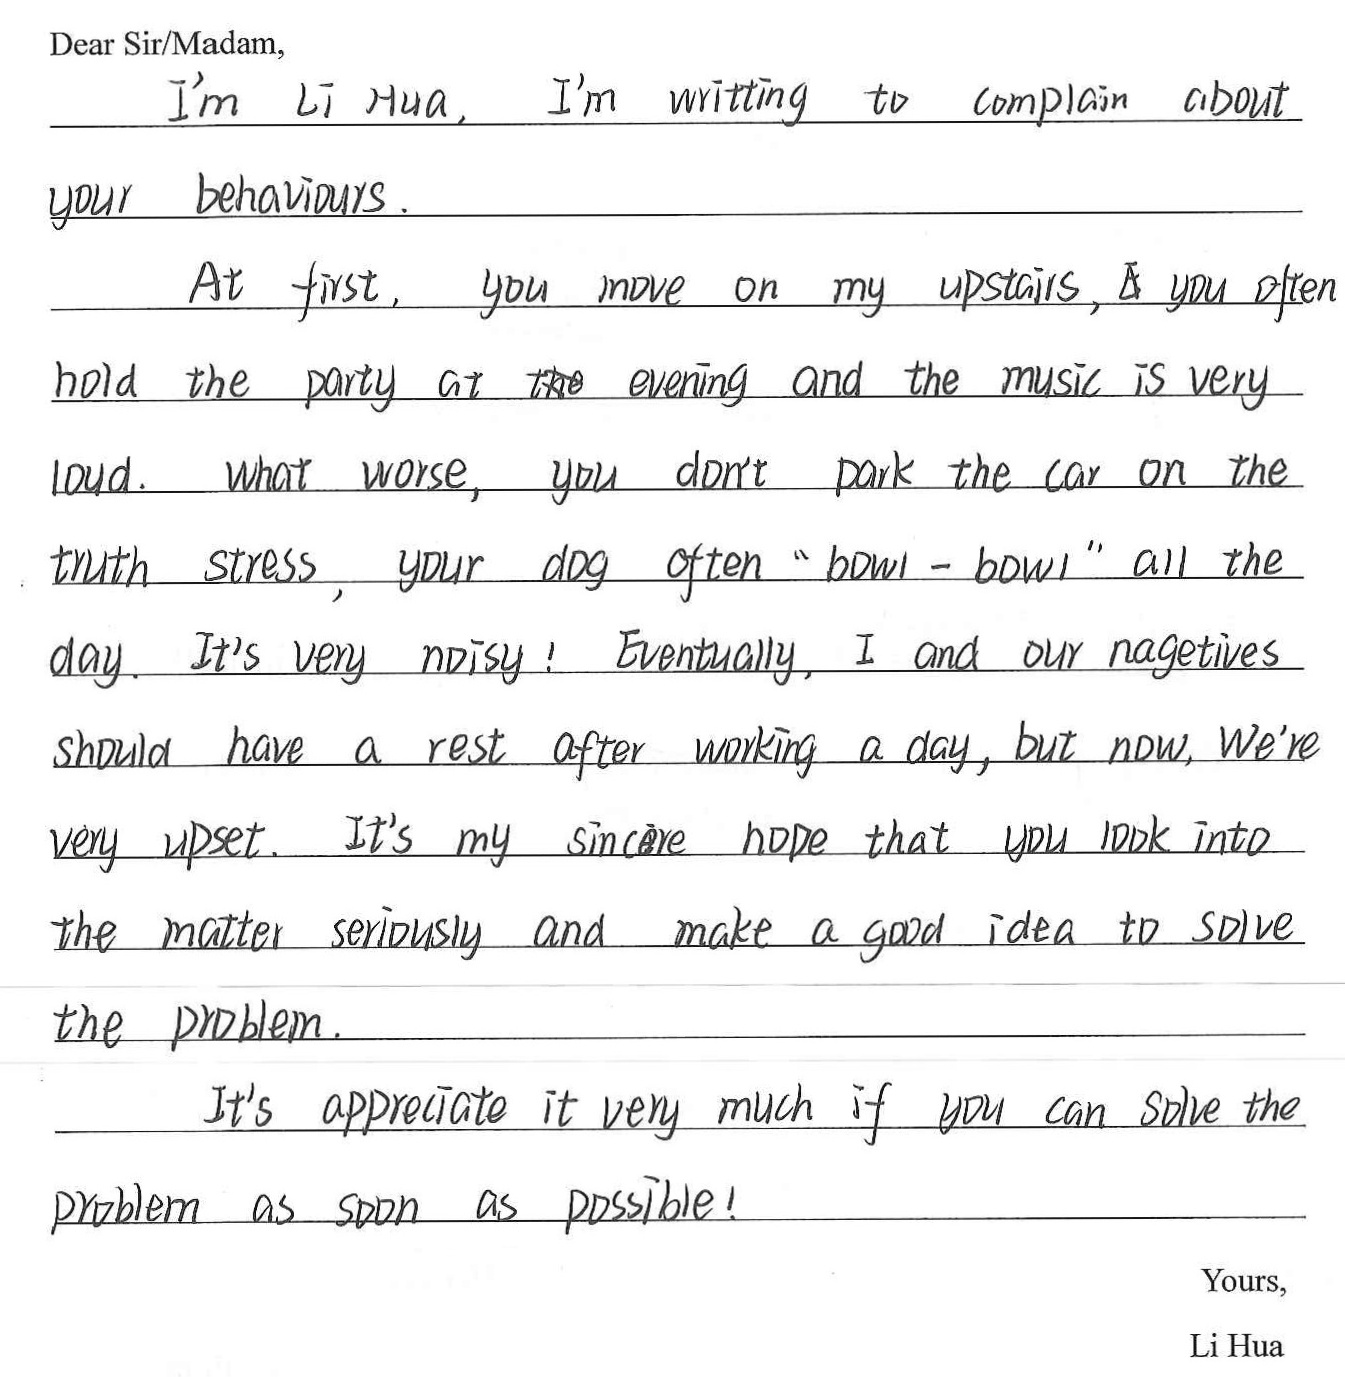 Dear Sir/Madam,
I'm Li Hua, I'm writting to complain about
your behaviours.
At first, you move on my upstairs, you often
hold the party at the evening and the music is very
loud. What worse, you don't park the car on the
truth stress, your dog often "bowl - bowl" all the
day. It's very noisy! Eventually, I and our nagetives
should have a rest after working a day, but now, We're
very upset. It's my sincere hope that you look into
the matter seriously and make a good idea to solve
the problem.
It's appreciate it very much if you can solve the
problem as soon as possible!
Yours,
Li Hua